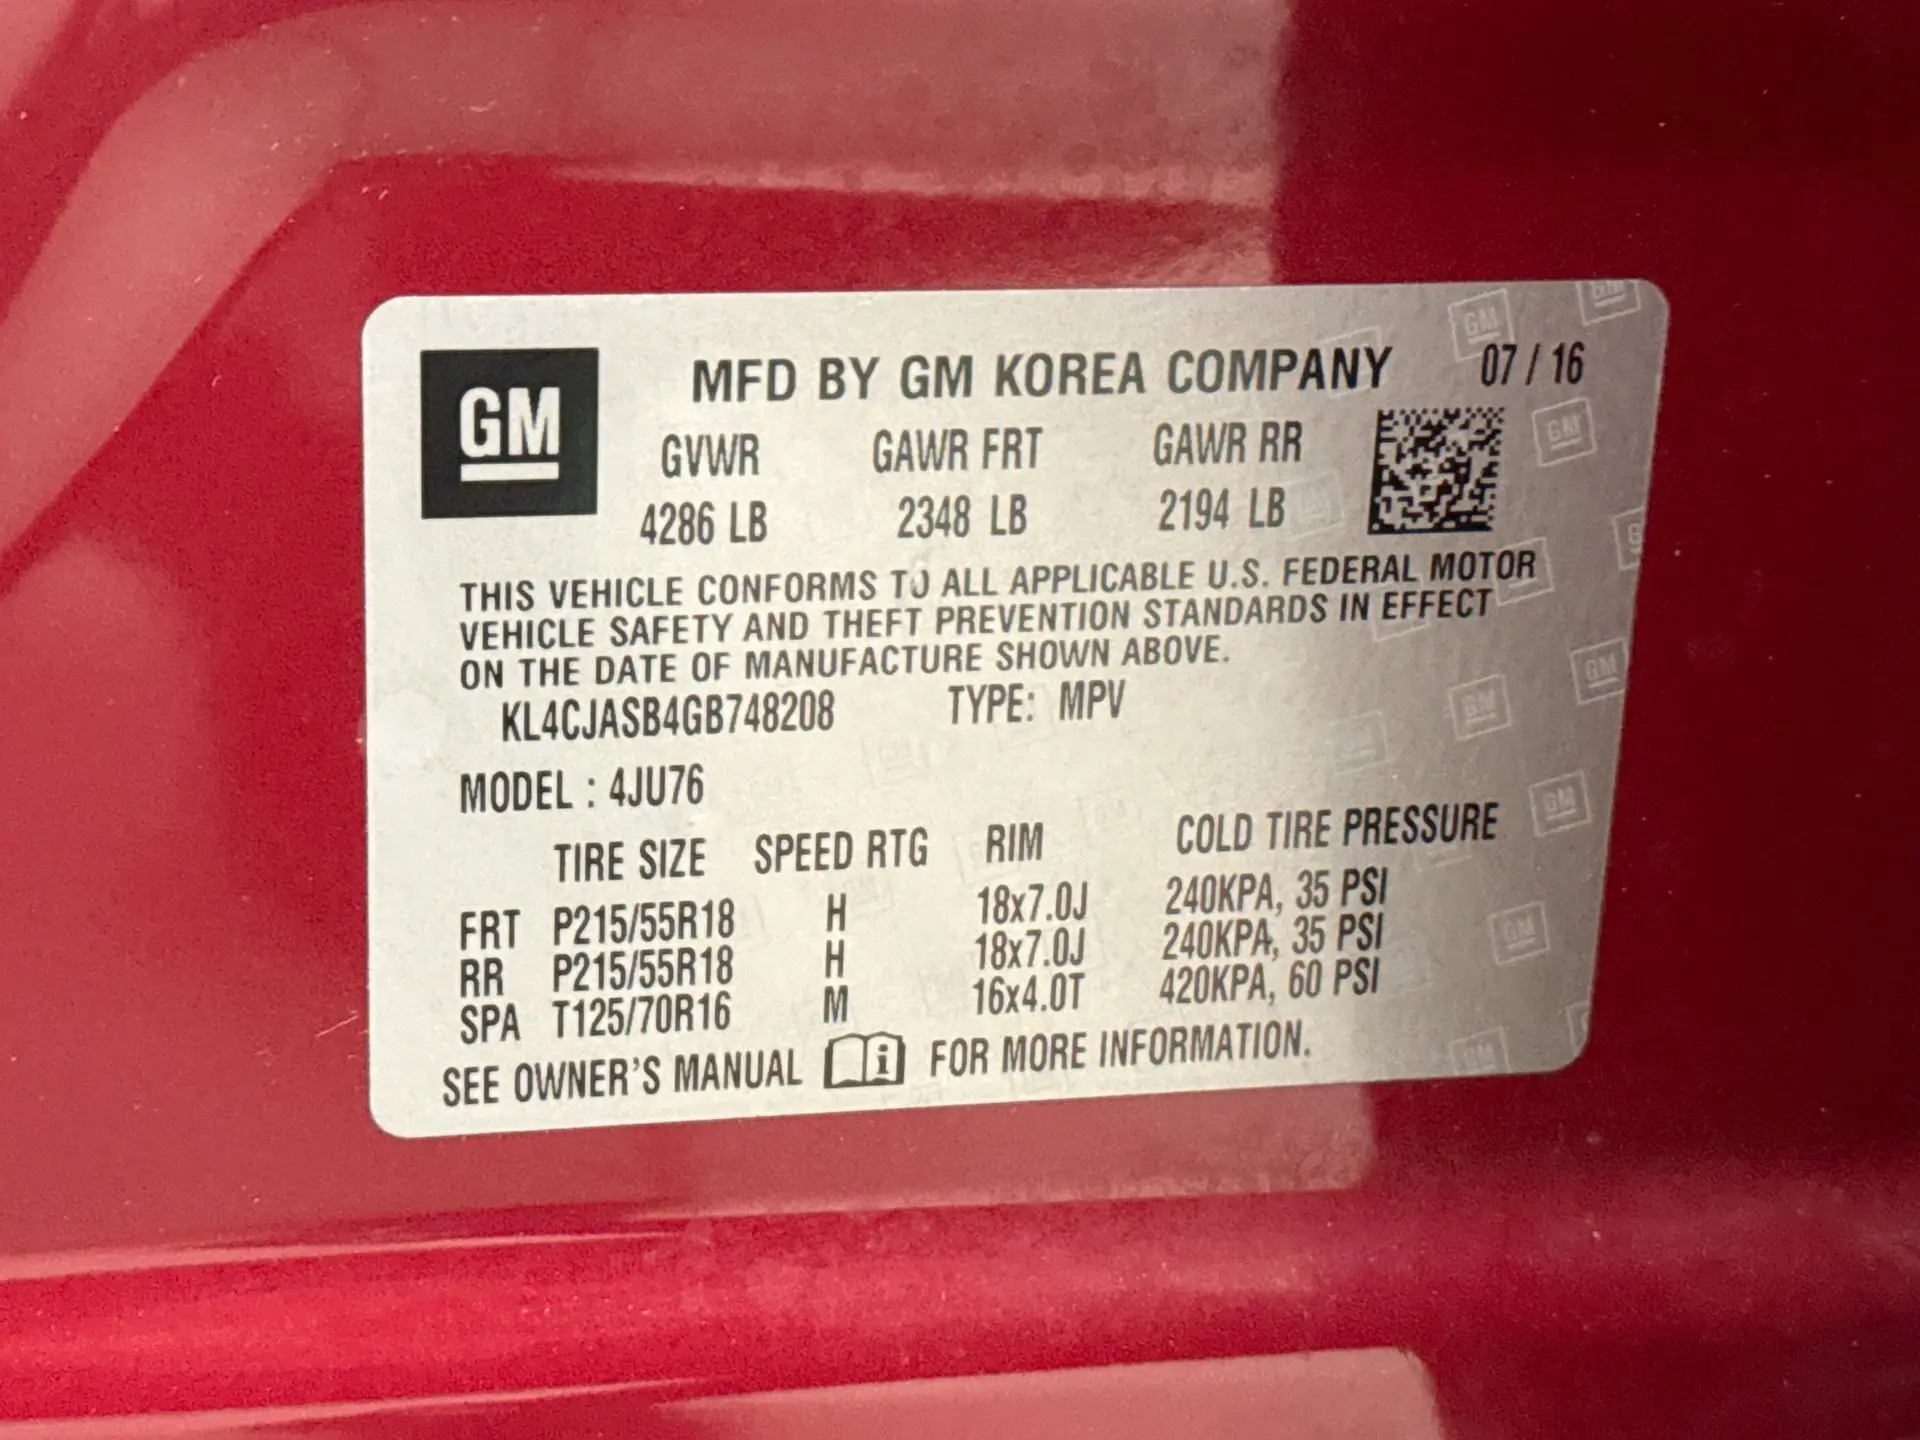 GM
MFD BY GM KOREA COMPANY 07 / 16
GVWR GAWR FRT GAWR RR
4286 LB 2348 LB 2194 LB
THIS VEHICLE CONFORMS TO ALL APPLICABLE U.S. FEDERAL MOTOR
VEHICLE SAFETY AND THEFT PREVENTION STANDARDS IN EFFECT
ON THE DATE OF MANUFACTURE SHOWN ABOVE.
KL4CJASB4GB748208 TYPE: MPV
MODEL : 4JU76
TIRE SIZE SPEED RTG RIM COLD TIRE PRESSURE
FRT P215/55R18 H 18x7.0J 240KPA, 35 PSI
RR P215/55R18 H 18x7.0J 240KPA, 35 PSI
SPA T125/70R16 M 16x4.0T 420KPA, 60 PSI
SEE OWNER'S MANUAL i FOR MORE INFORMATION.